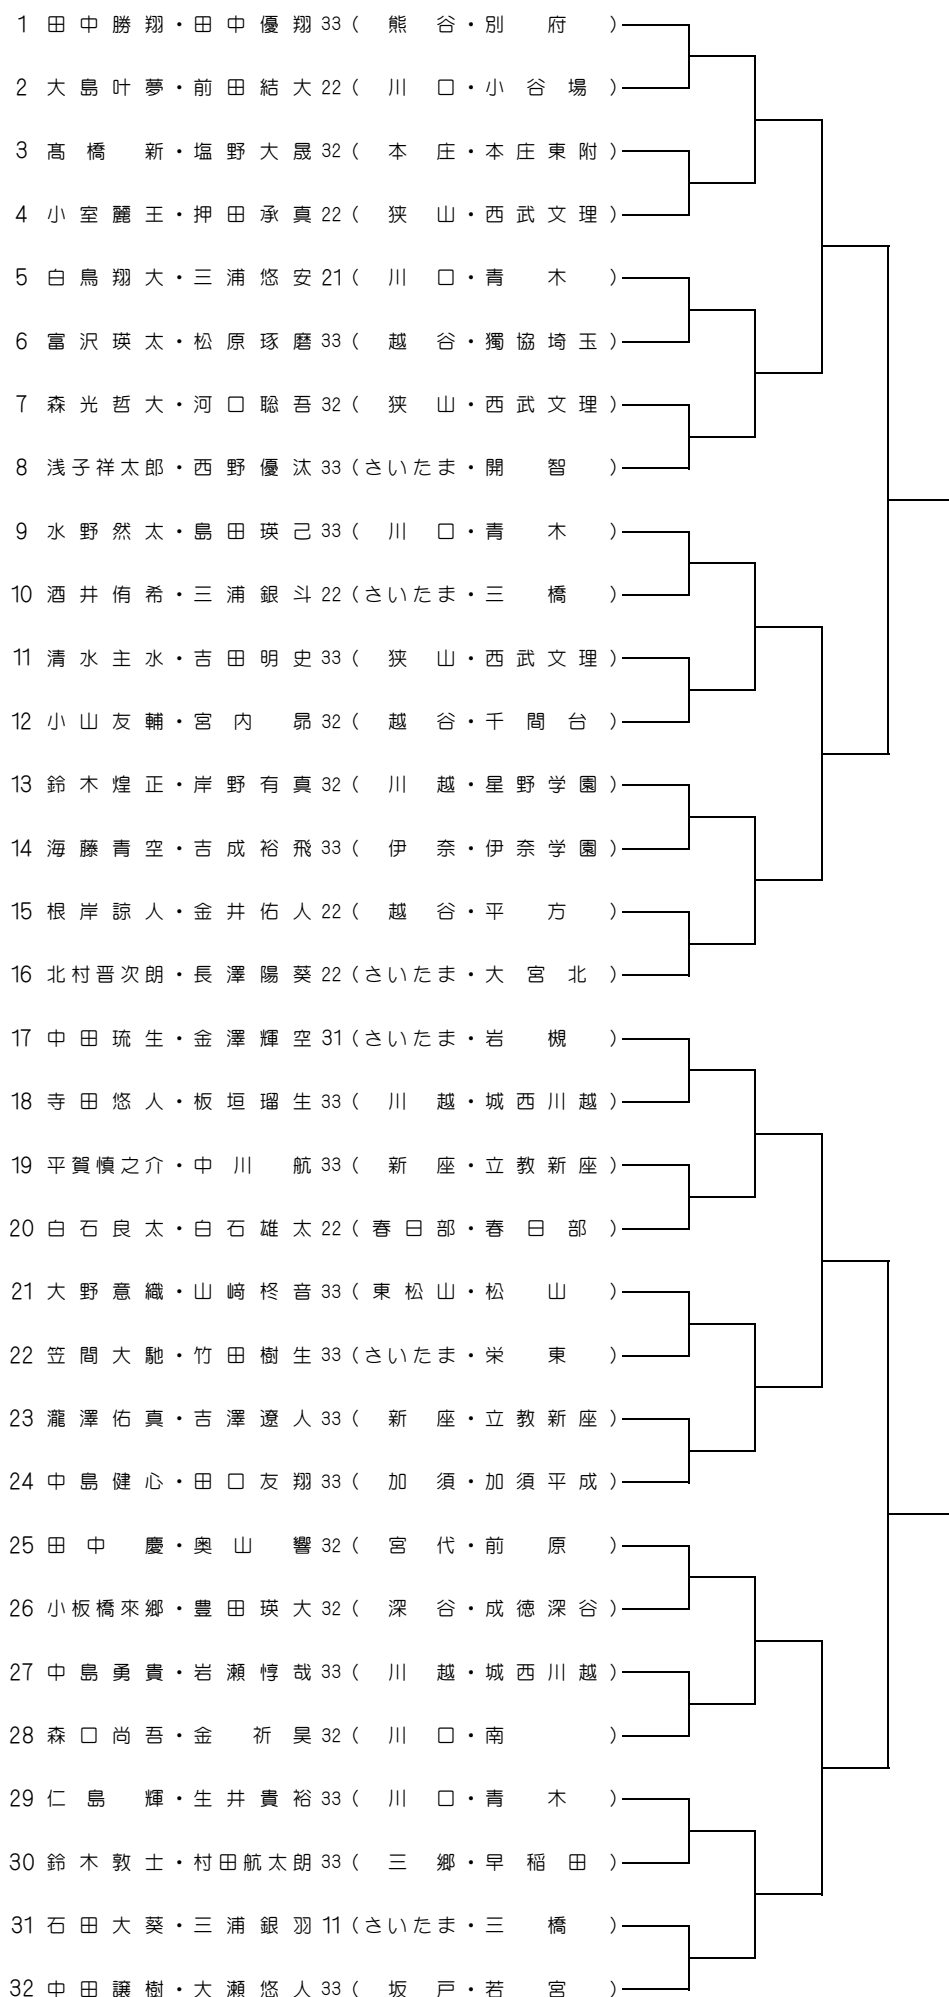 1 田中勝翔・田中優翔 33 (熊谷・別府)
2 大島叶夢・前田結大 22 (川口・小谷場)
3 髙橋新・塩野大晟 32 (本庄・本庄東附)
4 小室麗王・押田承真 22 (狭山・西武文理)
5 白鳥翔大・三浦悠安 21 (川口・青木)
6 富沢瑛太・松原琢磨 33 (越谷・獨協埼玉)
7 森光哲大・河口聡吾 32 (狭山・西武文理)
8 浅子祥太郎・西野優汰 33 (さいたま・開智)
9 水野然太・島田瑛己 33 (川口・青木)
10 酒井侑希・三浦銀斗 22 (さいたま・三橋)
11 清水主水・吉田明史 33 (狭山・西武文理)
12 小山友輔・宮内昴 32 (越谷・千間台)
13 鈴木煌正・岸野有真 32 (川越・星野学園)
14 海藤青空・吉成裕飛 33 (伊奈・伊奈学園)
15 根岸諒人・金井佑人 22 (越谷・平方)
16 北村晋次朗・長澤陽葵 22 (さいたま・大宮北)
17 中田琉生・金澤輝空 31 (さいたま・岩槻)
18 寺田悠人・板垣瑠生 33 (川越・城西川越)
19 平賀慎之介・中川航 33 (新座・立教新座)
20 白石良太・白石雄太 22 (春日部・春日部)
21 大野意織・山﨑柊音 33 (東松山・松山)
22 笠間大馳・竹田樹生 33 (さいたま・栄東)
23 瀧澤佑真・吉澤遼人 33 (新座・立教新座)
24 中島健心・田口友翔 33 (加須・加須平成)
25 田中慶・奥山響 32 (宮代・前原)
26 小板橋來郷・豊田瑛大 32 (深谷・成徳深谷)
27 中島勇貴・岩瀬惇哉 33 (川越・城西川越)
28 森口尚吾・金祈昊 32 (川口・南)
29 仁島輝・生井貴裕 33 (川口・青木)
30 鈴木敦士・村田航太朗 33 (三郷・早稲田)
31 石田大葵・三浦銀羽 11 (さいたま・三橋)
32 中田譲樹・大瀬悠人 33 (坂戸・若宮)